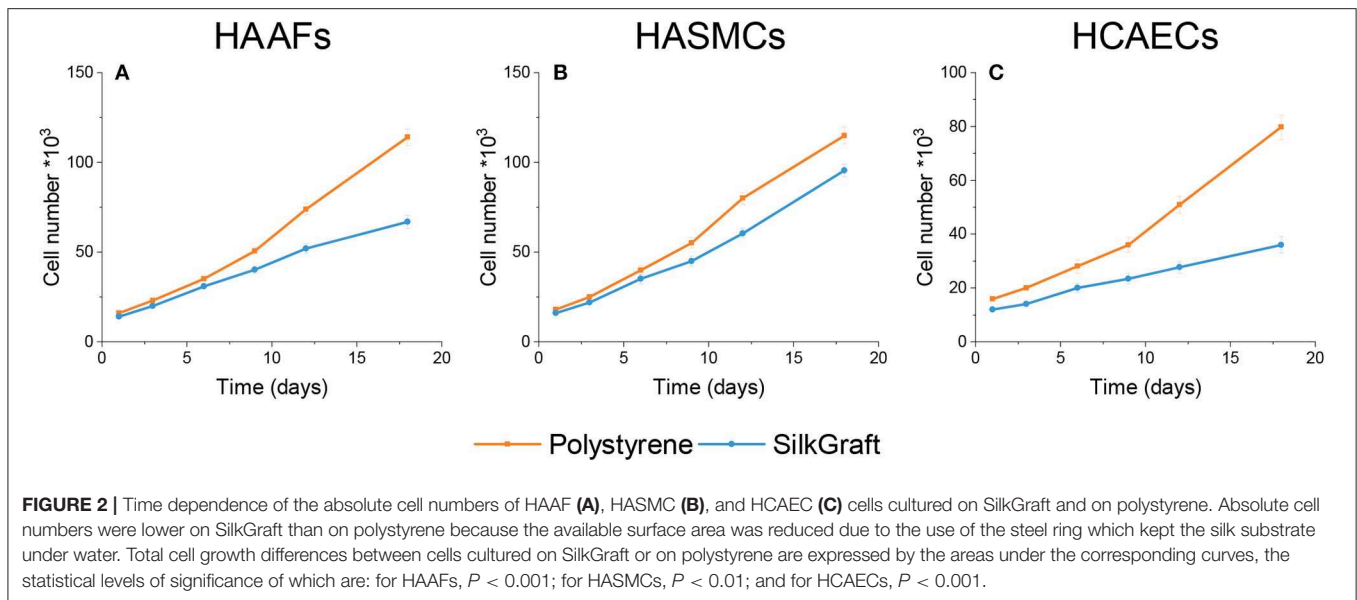 HAAFs
HASMCs
HCAECs
A
150
100
50
0
Cell number *10³
0 5 10 15 20
Time (days)
B
150
100
50
0
Cell number *10³
0 5 10 15 20
Time (days)
C
100
80
60
40
20
0
Cell number *10³
0 5 10 15 20
Time (days)
Polystyrene SilkGraft
FIGURE 2 | Time dependence of the absolute cell numbers of HAAF (A), HASMC (B), and HCAEC (C) cells cultured on SilkGraft and on polystyrene. Absolute cell
numbers were lower on SilkGraft than on polystyrene because the available surface area was reduced due to the use of the steel ring which kept the silk substrate
under water. Total cell growth differences between cells cultured on SilkGraft or on polystyrene are expressed by the areas under the corresponding curves, the
statistical levels of significance of which are: for HAAFs, P < 0.001; for HASMCs, P < 0.01; and for HCAECs, P < 0.001.